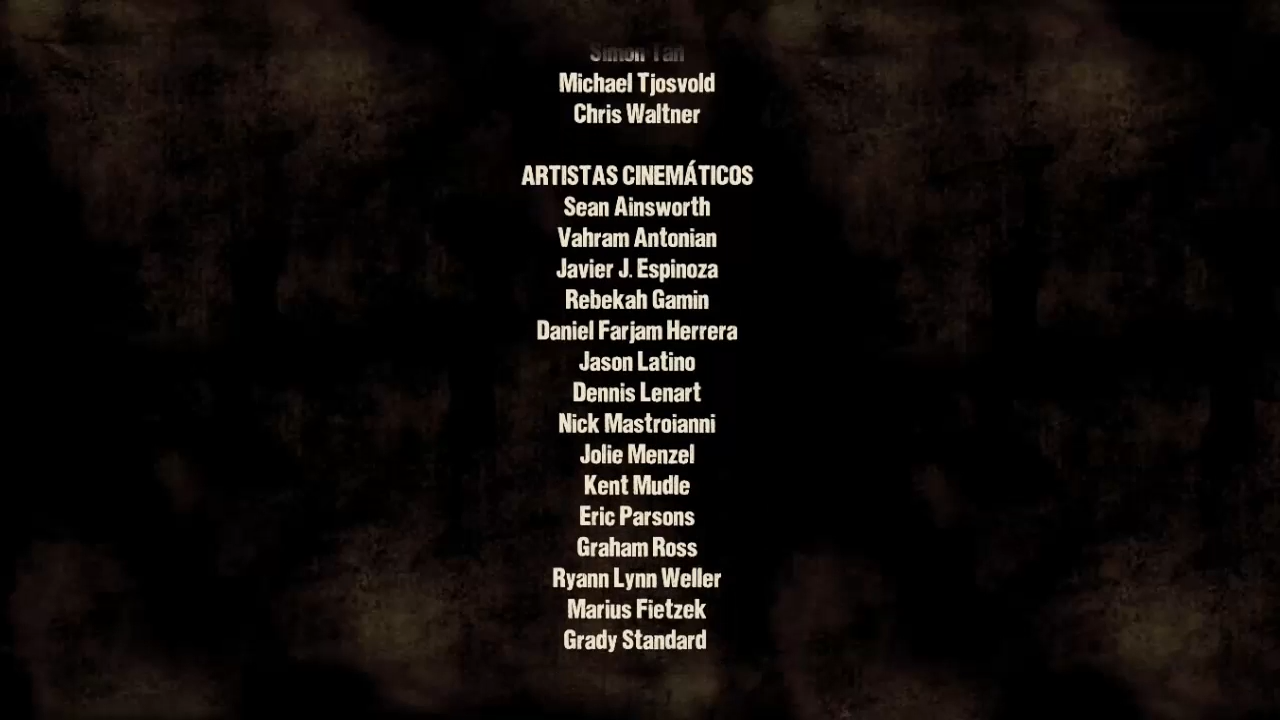 Simon Tan
Michael Tjosvold
Chris Waltner
ARTISTAS CINEMÁTICOS
Sean Ainsworth
Vahram Antonian
Javier J. Espinoza
Rebekah Gamin
Daniel Farjam Herrera
Jason Latino
Dennis Lenart
Nick Mastroianni
Jolie Menzel
Kent Mudle
Eric Parsons
Graham Ross
Ryann Lynn Weller
Marius Fietzek
Grady Standard